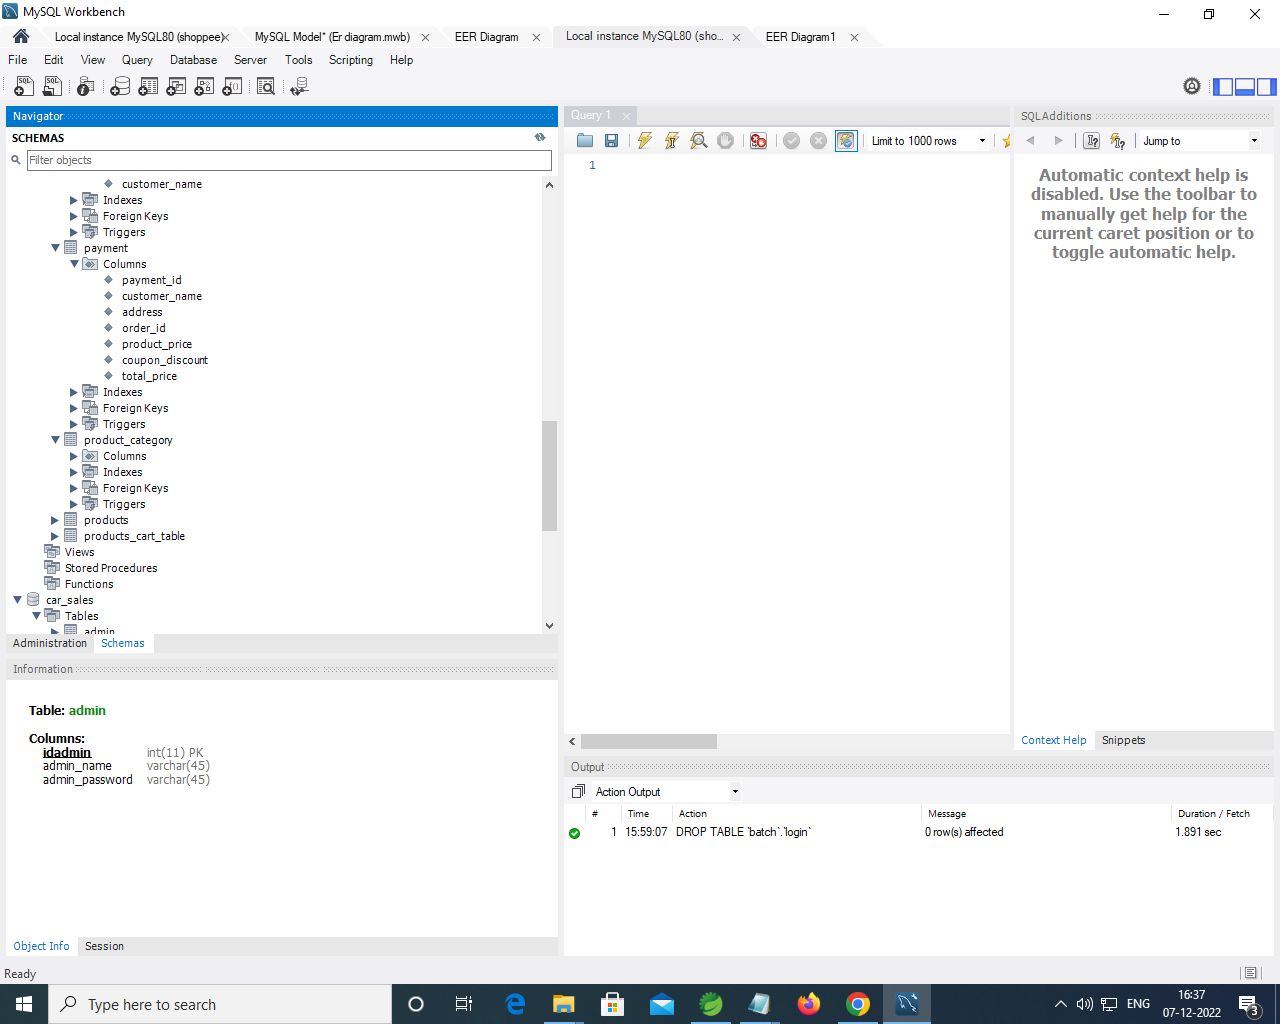 MySQL Workbench
Local instance MySQL80 (shoppee)
MySQL Model* (Er diagram.mwb)
EER Diagram
Local instance MySQL80 (sho...
EER Diagram1
File Edit View Query Database Server Tools Scripting Help
Navigator
SCHEMAS
Filter objects
customer_name
Indexes
Foreign Keys
Triggers
payment
Columns
payment_id
customer_name
address
order_id
product_price
coupon_discount
total_price
Indexes
Foreign Keys
Triggers
product_category
Columns
Indexes
Foreign Keys
Triggers
products
products_cart_table
Views
Stored Procedures
Functions
car_sales
Tables
admin
Administration Schemas
Information
Table: admin
Columns:
idadmin int(11) PK
admin_name varchar(45)
admin_password varchar(45)
Object Info Session
Query 1
Limit to 1000 rows
1
SQLAdditions
Jump to
Automatic context help is
disabled. Use the toolbar to
manually get help for the
current caret position or to
toggle automatic help.
Context Help Snippets
Output
Action Output
# Time Action Message Duration / Fetch
1 15:59:07 DROP TABLE `batch`.`login` 0 row(s) affected 1.891 sec
Ready
Type here to search
ENG
16:37
07-12-2022
3